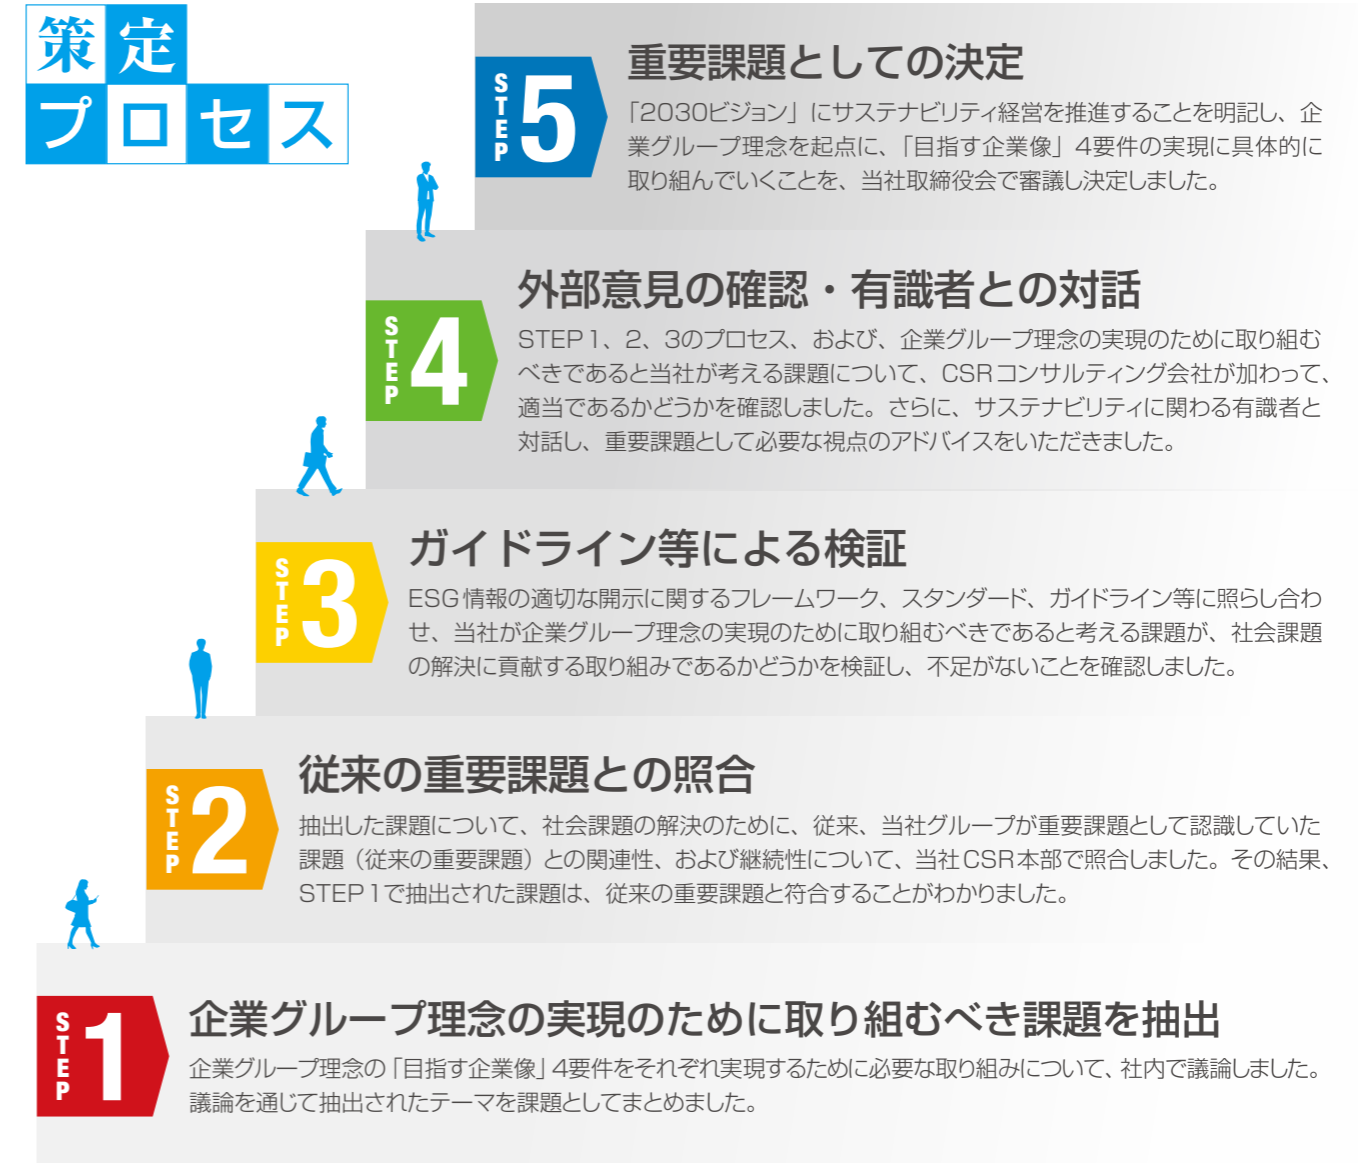 策定
プロセス
STEP 5
重要課題としての決定
「2030ビジョン」にサステナビリティ経営を推進することを明記し、企
業グループ理念を起点に、「目指す企業像」4要件の実現に具体的に
取り組んでいくことを、当社取締役会で審議し決定しました。
STEP 4
外部意見の確認・有識者との対話
STEP1、2、3のプロセス、および、企業グループ理念の実現のために取り組む
べきであると当社が考える課題について、CSRコンサルティング会社が加わって、
適当であるかどうかを確認しました。さらに、サステナビリティに関わる有識者と
対話し、重要課題として必要な視点のアドバイスをいただきました。
STEP 3
ガイドライン等による検証
ESG情報の適切な開示に関するフレームワーク、スタンダード、ガイドライン等に照らし合わ
せ、当社が企業グループ理念の実現のために取り組むべきであると考える課題が、社会課題
の解決に貢献する取り組みであるかどうかを検証し、不足がないことを確認しました。
STEP 2
従来の重要課題との照合
抽出した課題について、社会課題の解決のために、従来、当社グループが重要課題として認識していた
課題（従来の重要課題）との関連性、および継続性について、当社CSR本部で照合しました。その結果、
STEP1で抽出された課題は、従来の重要課題と符合することがわかりました。
STEP 1
企業グループ理念の実現のために取り組むべき課題を抽出
企業グループ理念の「目指す企業像」4要件をそれぞれ実現するために必要な取り組みについて、社内で議論しました。
議論を通じて抽出されたテーマを課題としてまとめました。